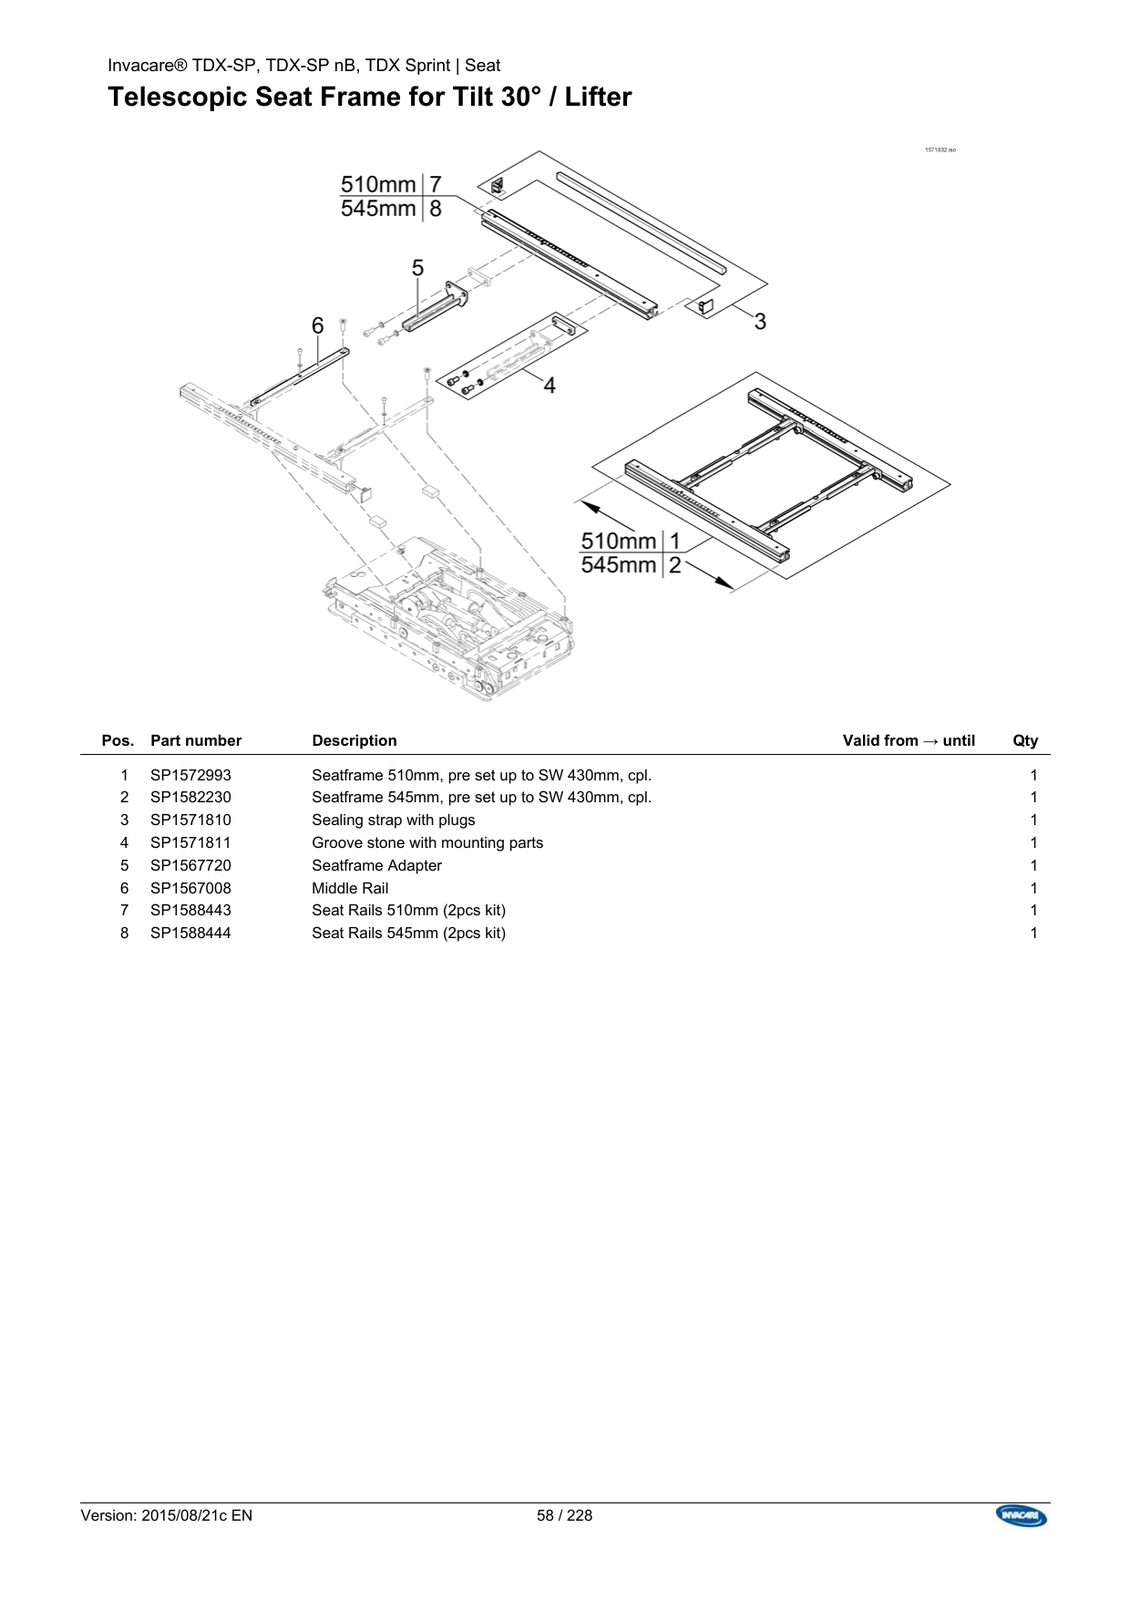 Invacare® TDX-SP, TDX-SP nB, TDX Sprint | Seat
Telescopic Seat Frame for Tilt 30° / Lifter
1571832.iso
510mm 7
545mm 8
5
6
3
4
510mm 1
545mm 2
Pos. Part number Description Valid from → until Qty
1 SP1572993 Seatframe 510mm, pre set up to SW 430mm, cpl. 1
2 SP1582230 Seatframe 545mm, pre set up to SW 430mm, cpl. 1
3 SP1571810 Sealing strap with plugs 1
4 SP1571811 Groove stone with mounting parts 1
5 SP1567720 Seatframe Adapter 1
6 SP1567008 Middle Rail 1
7 SP1588443 Seat Rails 510mm (2pcs kit) 1
8 SP1588444 Seat Rails 545mm (2pcs kit) 1
Version: 2015/08/21c EN 58 / 228 INVACARE